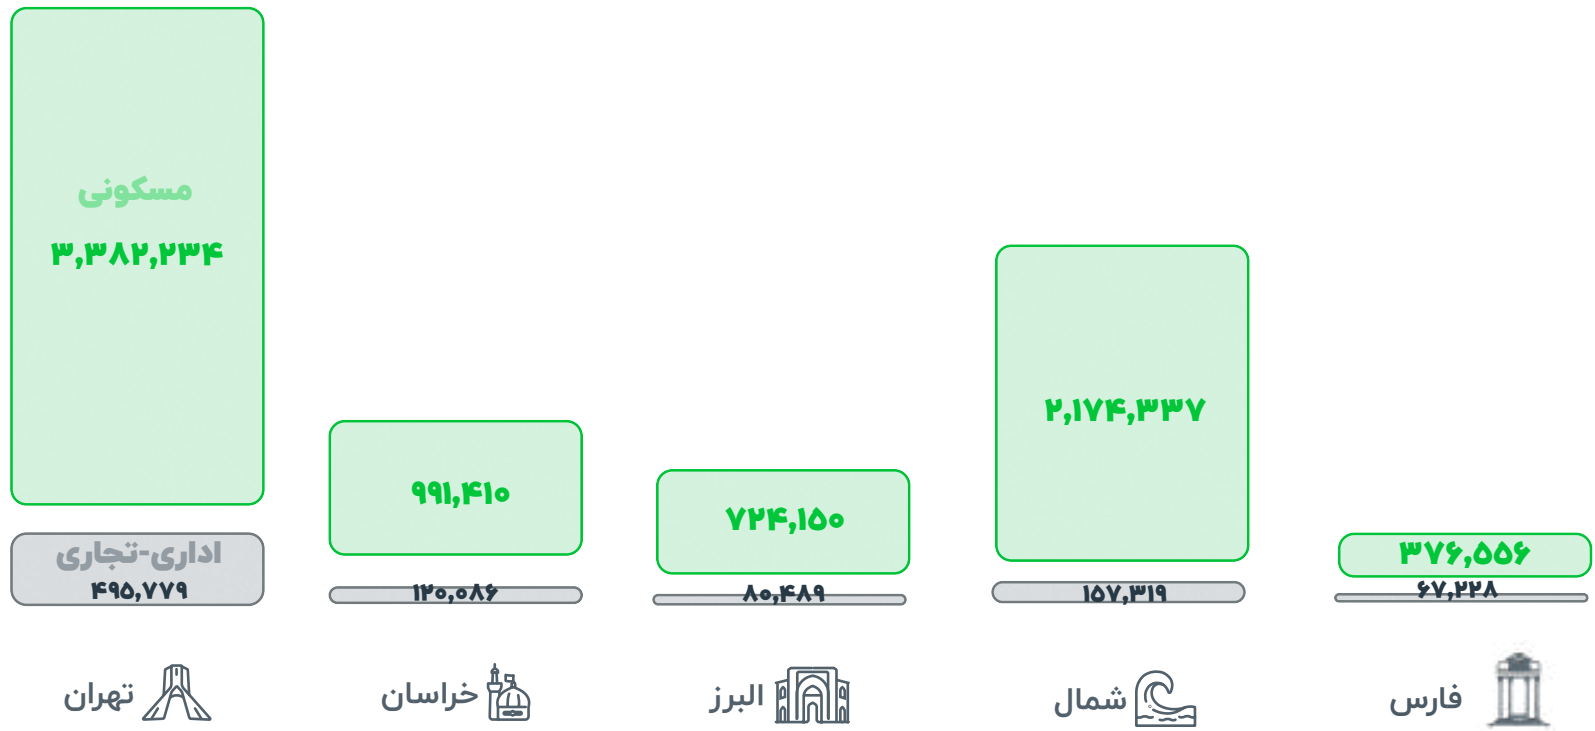 مسکونی
۳,۳۸۲,۲۳۴
اداری-تجاری
۴۹۵,۷۷۹
تهران
۹۹۱,۴۱۰
۱۲۰,۰۸۶
خراسان
۷۲۴,۱۵۰
۸۰,۴۸۹
البرز
۲,۱۷۴,۳۳۷
۱۵۷,۳۱۹
شمال
۳۷۶,۵۵۶
۶۷,۲۲۸
فارس